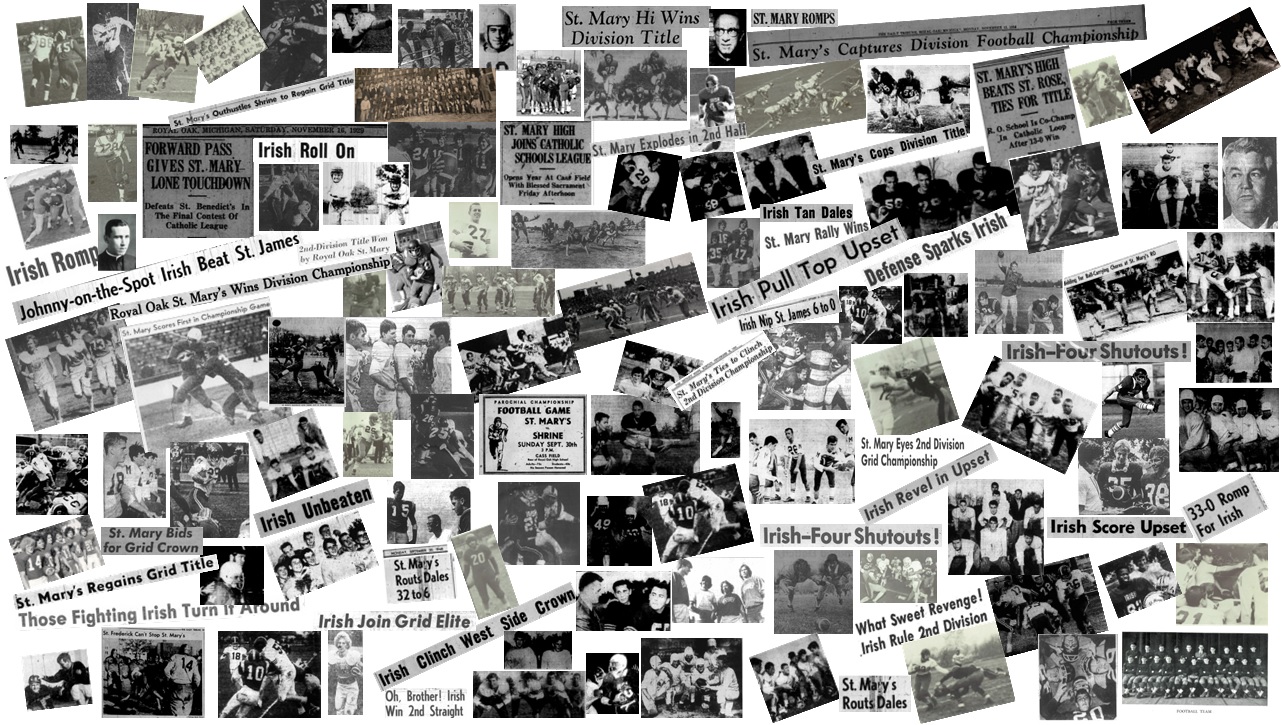 St. Mary Hi Wins
Division Title
ST. MARY ROMPS
St. Mary's Captures Division Football Championship
St. Mary's Outhustles Shrine to Regain Grid Title
ST. MARY'S HIGH
BEATS ST. ROSE,
TIES FOR TITLE
R. O. School Is Co-Champ
In Catholic Loop
After 13-6 Win
ROYAL OAK, MICHIGAN, SATURDAY, NOVEMBER 16, 1929
FORWARD PASS
GIVES ST. MARY
LONE TOUCHDOWN
Defeats St. Benedict's In
The Final Contest Of
Catholic League
Irish Roll On
ST. MARY HIGH
JOINS CATHOLIC
SCHOOLS LEAGUE
Opens Year At Case Field
With Blessed Sacrament
Friday Afternoon
St. Mary Explodes in 2nd Half
St. Mary's Cops Division Title
Irish Romp
Johnny-on-the-Spot Irish Beat St. James
2nd-Division Title Won
by Royal Oak St. Mary
Royal Oak St. Mary's Wins Division Championship
St. Mary Scores First in Championship Game
Irish Tan Dales
St. Mary Rally Wins
Irish Pull Top Upset
Defense Sparks Irish
Irish Nip St. James 6 to 0
St. Mary's Ties to Clinch
2nd Division Championship
Irish-Four Shutouts!
PAROCHIAL CHAMPIONSHIP
FOOTBALL GAME
ST. MARY'S
SHRINE
SUNDAY SEPT. 30th
2 P.M.
CASS FIELD
St. Mary Eyes 2nd Division
Grid Championship
Irish Revel in Upset
Irish Unbeaten
St. Mary Bids
for Grid Crown
St. Mary's Regains Grid Title
Those Fighting Irish Turn It Around
St. Mary's
Routs Dales
32 to 6
Irish-Four Shutouts!
Irish Score Upset
33-0 Romp
For Irish
Irish Join Grid Elite
Irish Clinch West Side Crown
What Sweet Revenge!
Irish Rule 2nd Division
St. Frederick Can't Stop St. Mary's
Oh, Brother! Irish
Win 2nd Straight
St. Mary's
Routs Dales
FOOTBALL TEAM